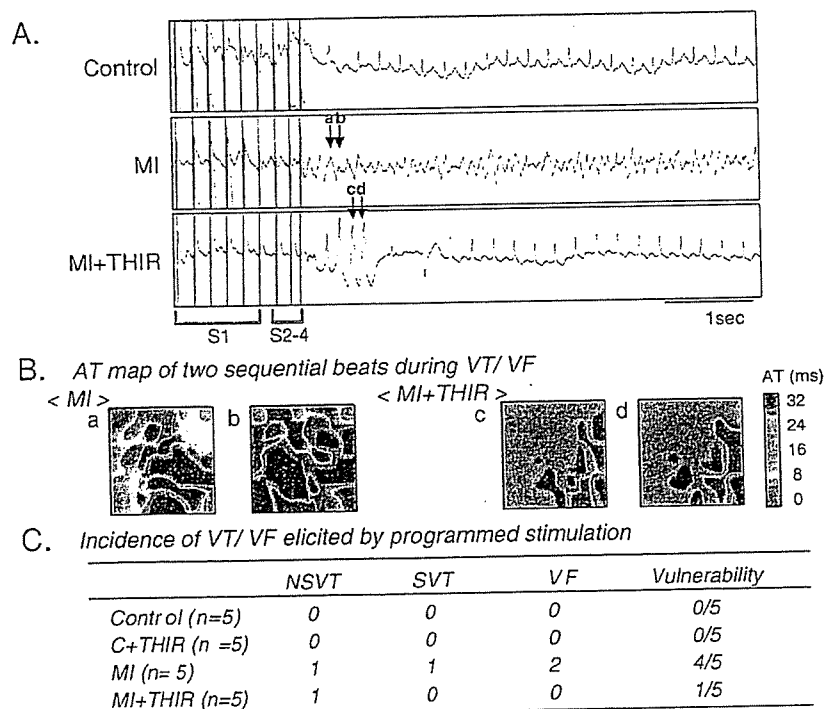 A.
Control
MI
a b
MI+THIR
c d
S1
S2-4
1sec
B. AT map of two sequential beats during VT/ VF
< MI >
< MI+THIR >
a
b
c
d
AT (ms)
32
24
16
8
0
C. Incidence of VT/ VF elicited by programmed stimulation
NSVT SVT VF Vulnerability
Control (n=5) 0 0 0 0/5
C+THIR (n =5) 0 0 0 0/5
MI (n= 5) 1 1 2 4/5
MI+THIR (n=5) 1 0 0 1/5